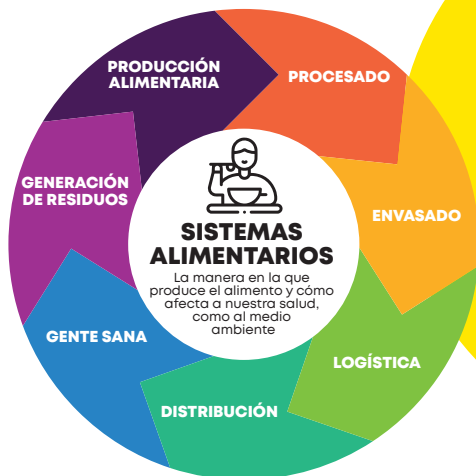 PRODUCCIÓN
ALIMENTARIA
PROCESADO
ENVASADO
LOGÍSTICA
DISTRIBUCIÓN
GENTE SANA
GENERACIÓN
DE RESIDUOS
SISTEMAS
ALIMENTARIOS
La manera en la que
produce el alimento y cómo
afecta a nuestra salud,
como al medio
ambiente